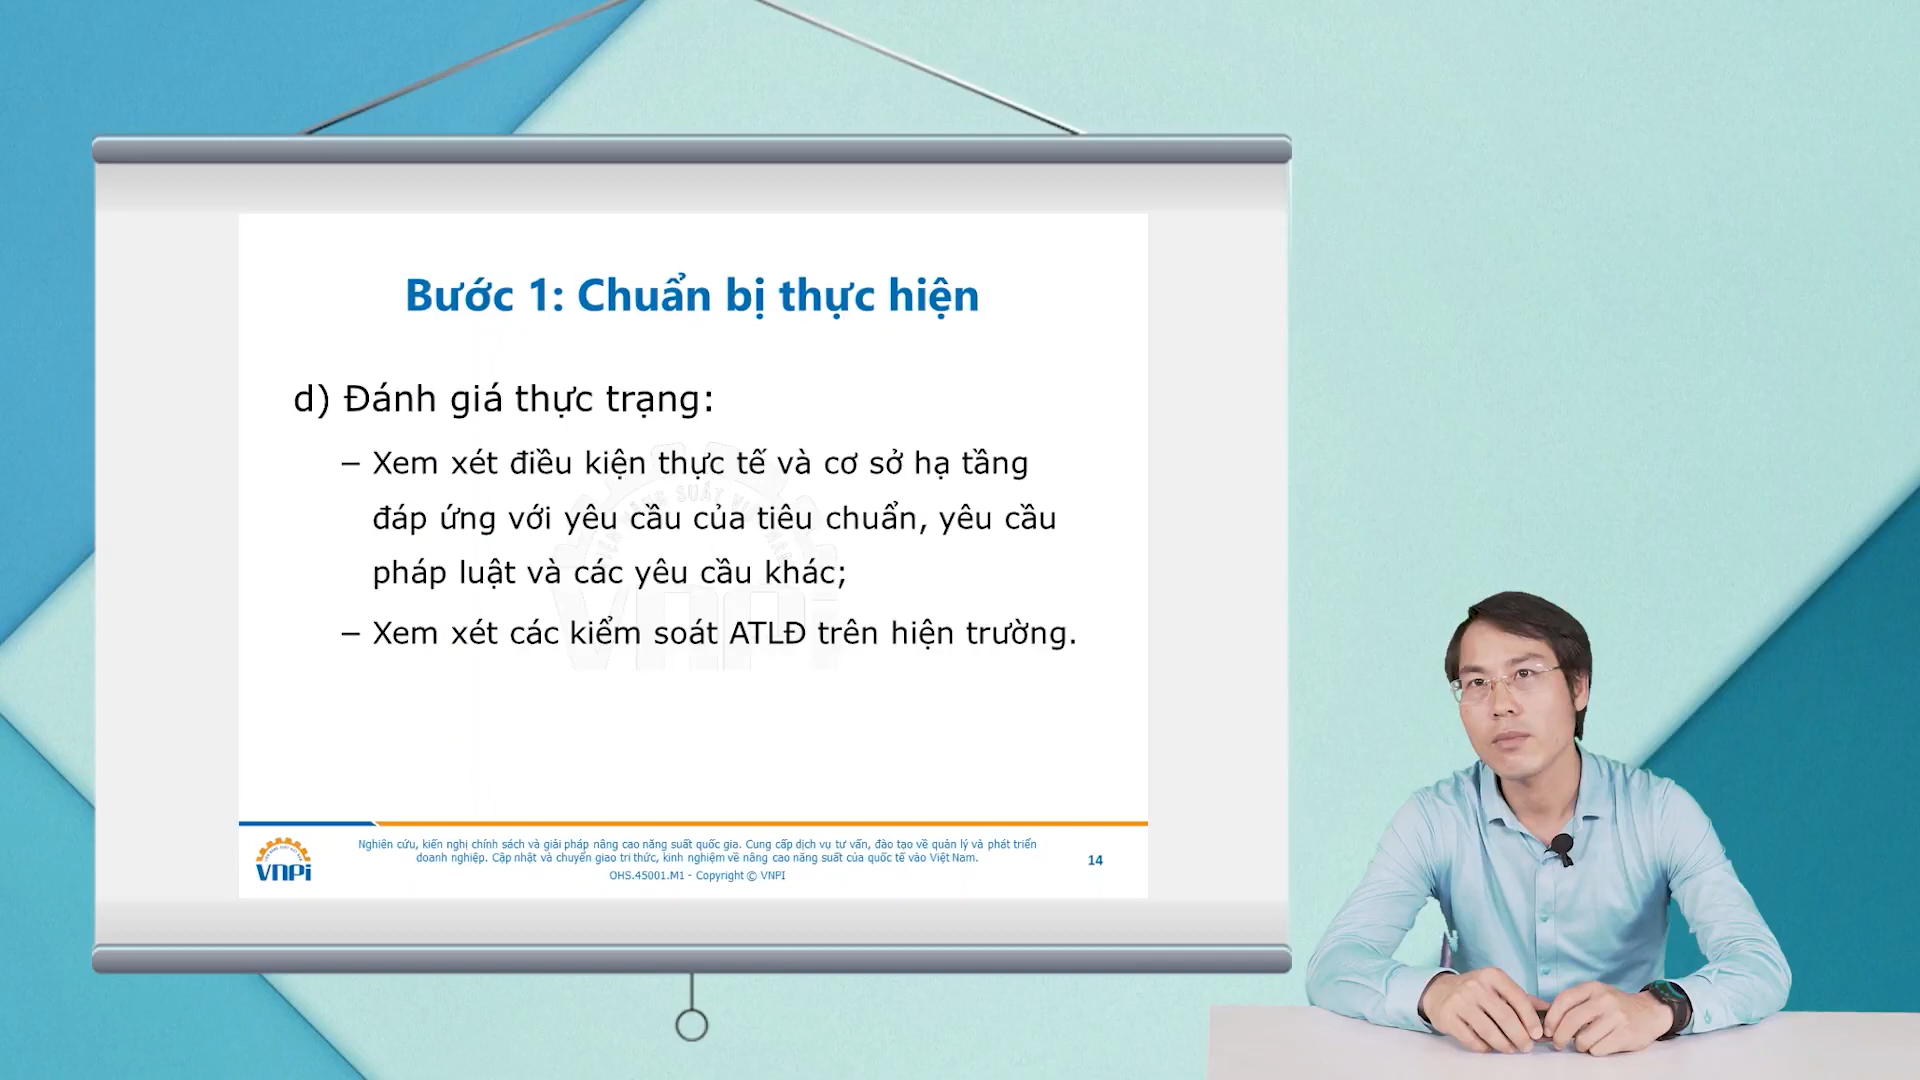 Bước 1: Chuẩn bị thực hiện
d) Đánh giá thực trạng:
– Xem xét điều kiện thực tế và cơ sở hạ tầng
đáp ứng với yêu cầu của tiêu chuẩn, yêu cầu
pháp luật và các yêu cầu khác;
– Xem xét các kiểm soát ATLĐ trên hiện trường.
Nghiên cứu, kiến nghị chính sách và giải pháp nâng cao năng suất quốc gia. Cung cấp dịch vụ tư vấn, đào tạo về quản lý và phát triển
doanh nghiệp. Cập nhật và chuyển giao tri thức, kinh nghiệm về nâng cao năng suất của quốc tế vào Việt Nam.
OHS.45001.M1 - Copyright © VNPI
VNPi
14